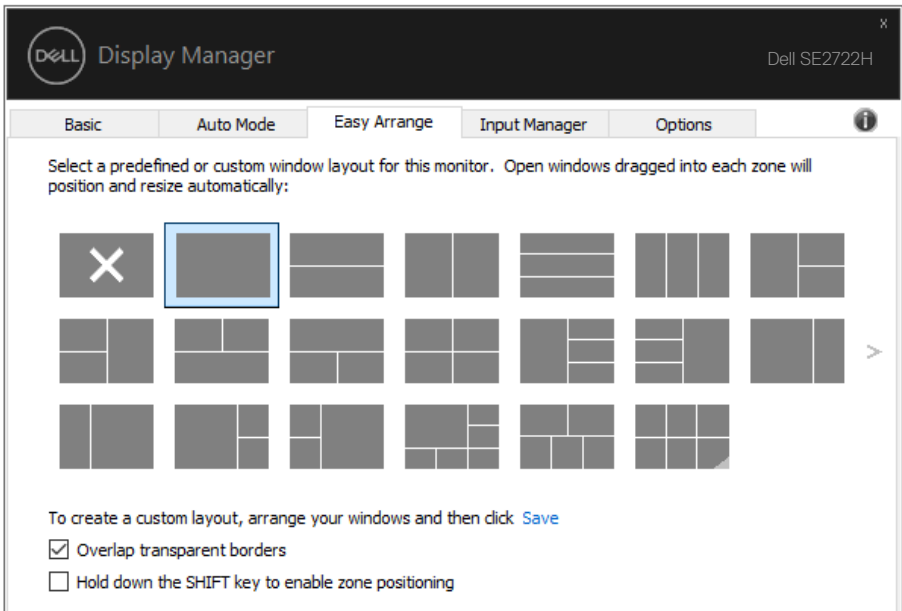 x
DELL Display Manager
Dell SE2722H
Basic Auto Mode Easy Arrange Input Manager Options i
Select a predefined or custom window layout for this monitor. Open windows dragged into each zone will
position and resize automatically:
>
To create a custom layout, arrange your windows and then click Save
Overlap transparent borders
Hold down the SHIFT key to enable zone positioning